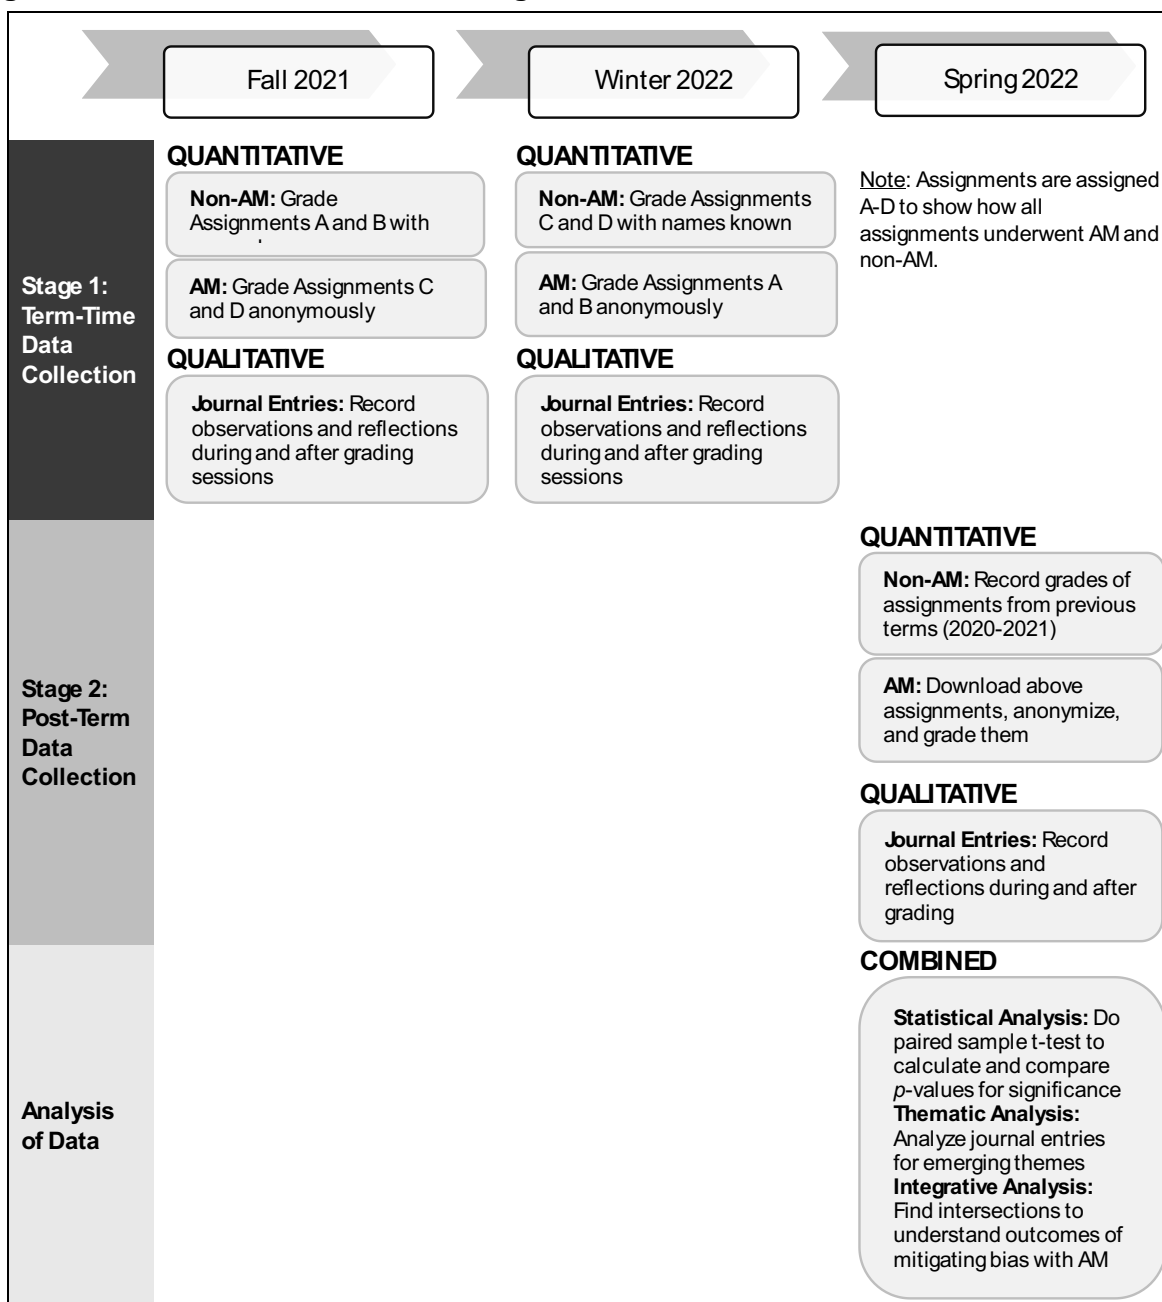 Fall 2021
Winter 2022
Spring 2022
Stage 1:
Term-Time
Data
Collection
QUANTITATIVE
Non-AM: Grade
Assignments A and B with
AM: Grade Assignments C
and D anonymously
QUALITATIVE
Journal Entries: Record
observations and reflections
during and after grading
sessions
QUANTITATIVE
Non-AM: Grade Assignments
C and D with names known
AM: Grade Assignments A
and B anonymously
QUALITATIVE
Journal Entries: Record
observations and reflections
during and after grading
sessions
Note: Assignments are assigned
A-D to show how all
assignments underwent AM and
non-AM.
Stage 2:
Post-Term
Data
Collection
QUANTITATIVE
Non-AM: Record grades of
assignments from previous
terms (2020-2021)
AM: Download above
assignments, anonymize,
and grade them
QUALITATIVE
Journal Entries: Record
observations and
reflections during and after
grading
Analysis
of Data
COMBINED
Statistical Analysis: Do
paired sample t-test to
calculate and compare
p-values for significance
Thematic Analysis:
Analyze journal entries
for emerging themes
Integrative Analysis:
Find intersections to
understand outcomes of
mitigating bias with AM